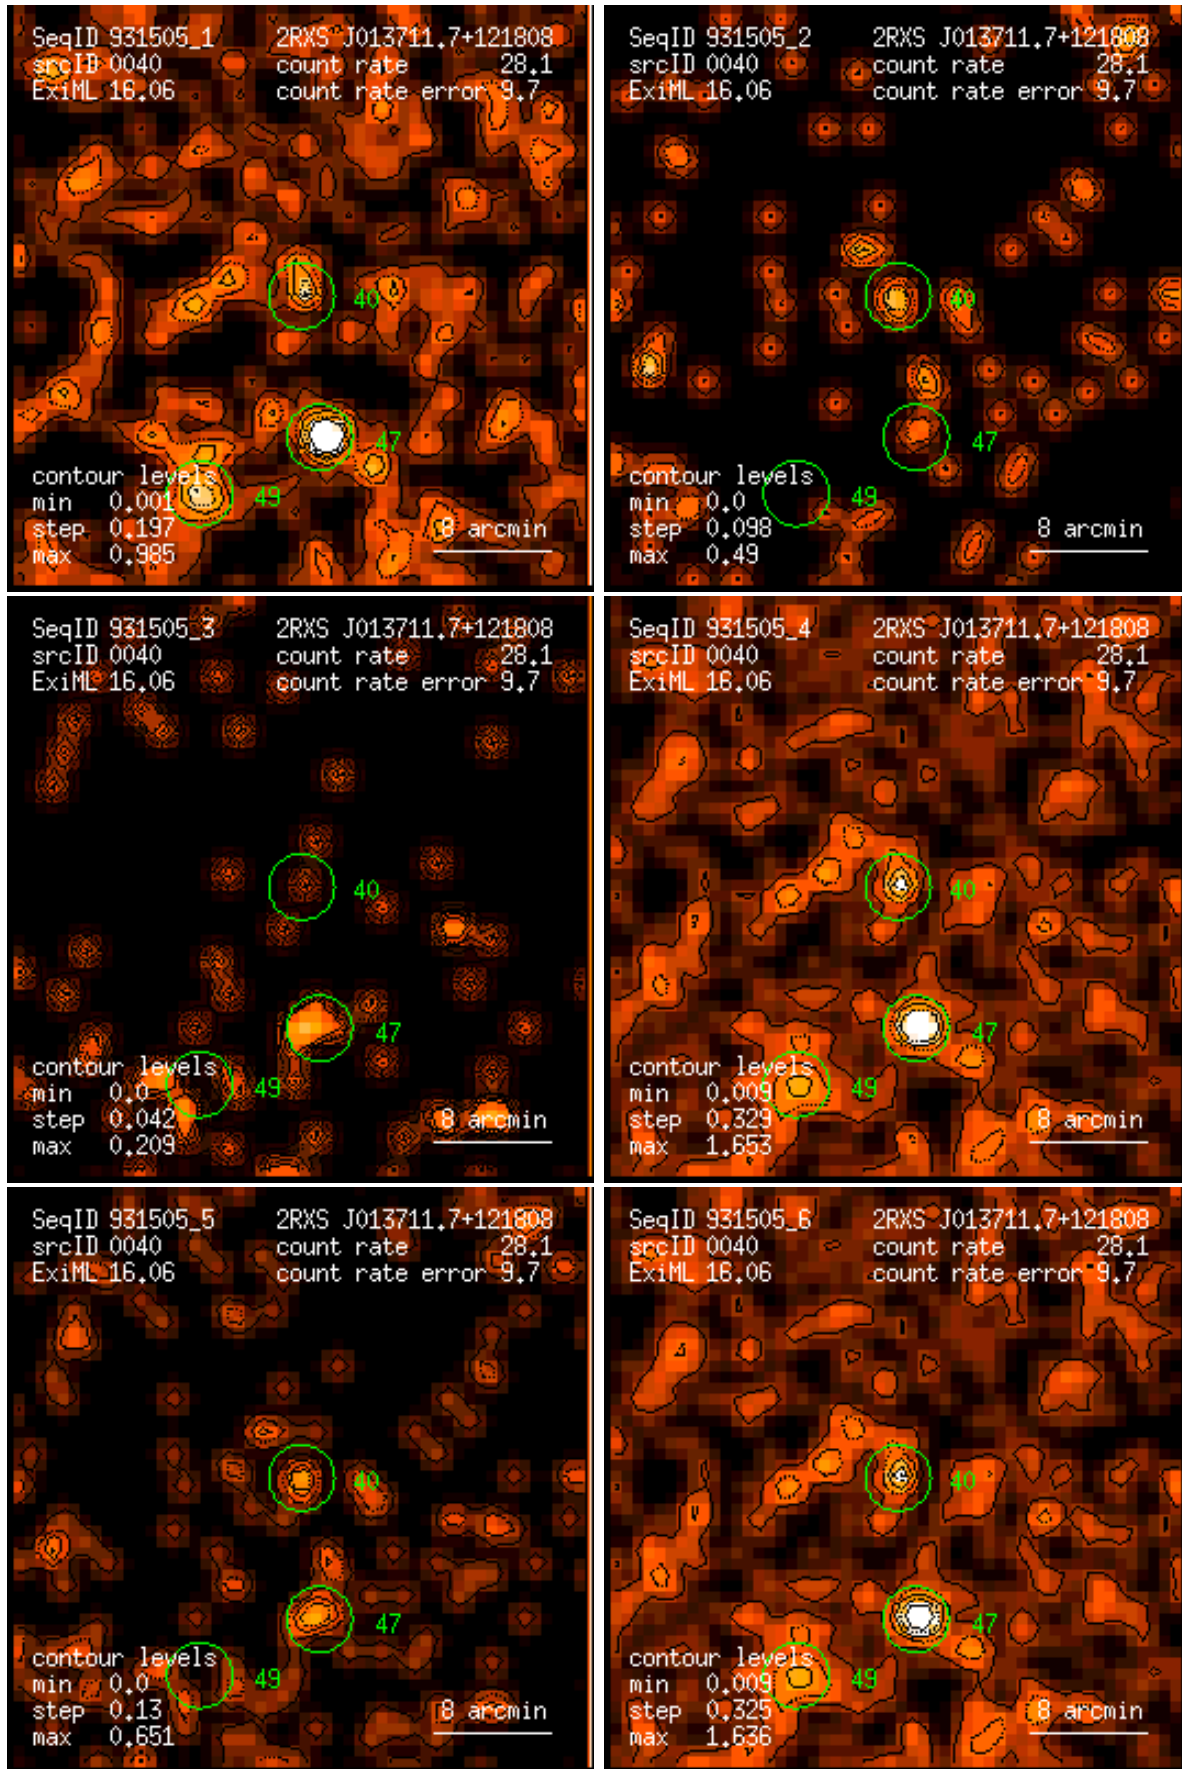 SeqID 931505_1 2RXS J013711.7+121808
srcID 0040 count rate 28.1
ExiML 16.06 count rate error 9.7
40
47
contour levels
49
min 0.001
step 0.197
8 arcmin
max 0.985
SeqID 931505_2 2RXS J013711.7+121808
srcID 0040 count rate 28.1
ExiML 16.06 count rate error 9.7
40
47
contour levels
49
min 0.0
step 0.098
8 arcmin
max 0.49
SeqID 931505_3 2RXS J013711.7+121808
srcID 0040 count rate 28.1
ExiML 16.06 count rate error 9.7
40
47
contour levels
49
min 0.0
step 0.042
8 arcmin
max 0.209
SeqID 931505_4 2RXS J013711.7+121808
srcID 0040 count rate 28.1
ExiML 16.06 count rate error 9.7
40
47
contour levels
49
min 0.009
step 0.329
8 arcmin
max 1.653
SeqID 931505_5 2RXS J013711.7+121808
srcID 0040 count rate 28.1
ExiML 16.06 count rate error 9.7
40
47
contour levels
49
min 0.0
step 0.13
8 arcmin
max 0.651
SeqID 931505_6 2RXS J013711.7+121808
srcID 0040 count rate 28.1
ExiML 16.06 count rate error 9.7
40
47
contour levels
49
min 0.009
step 0.325
8 arcmin
max 1.636